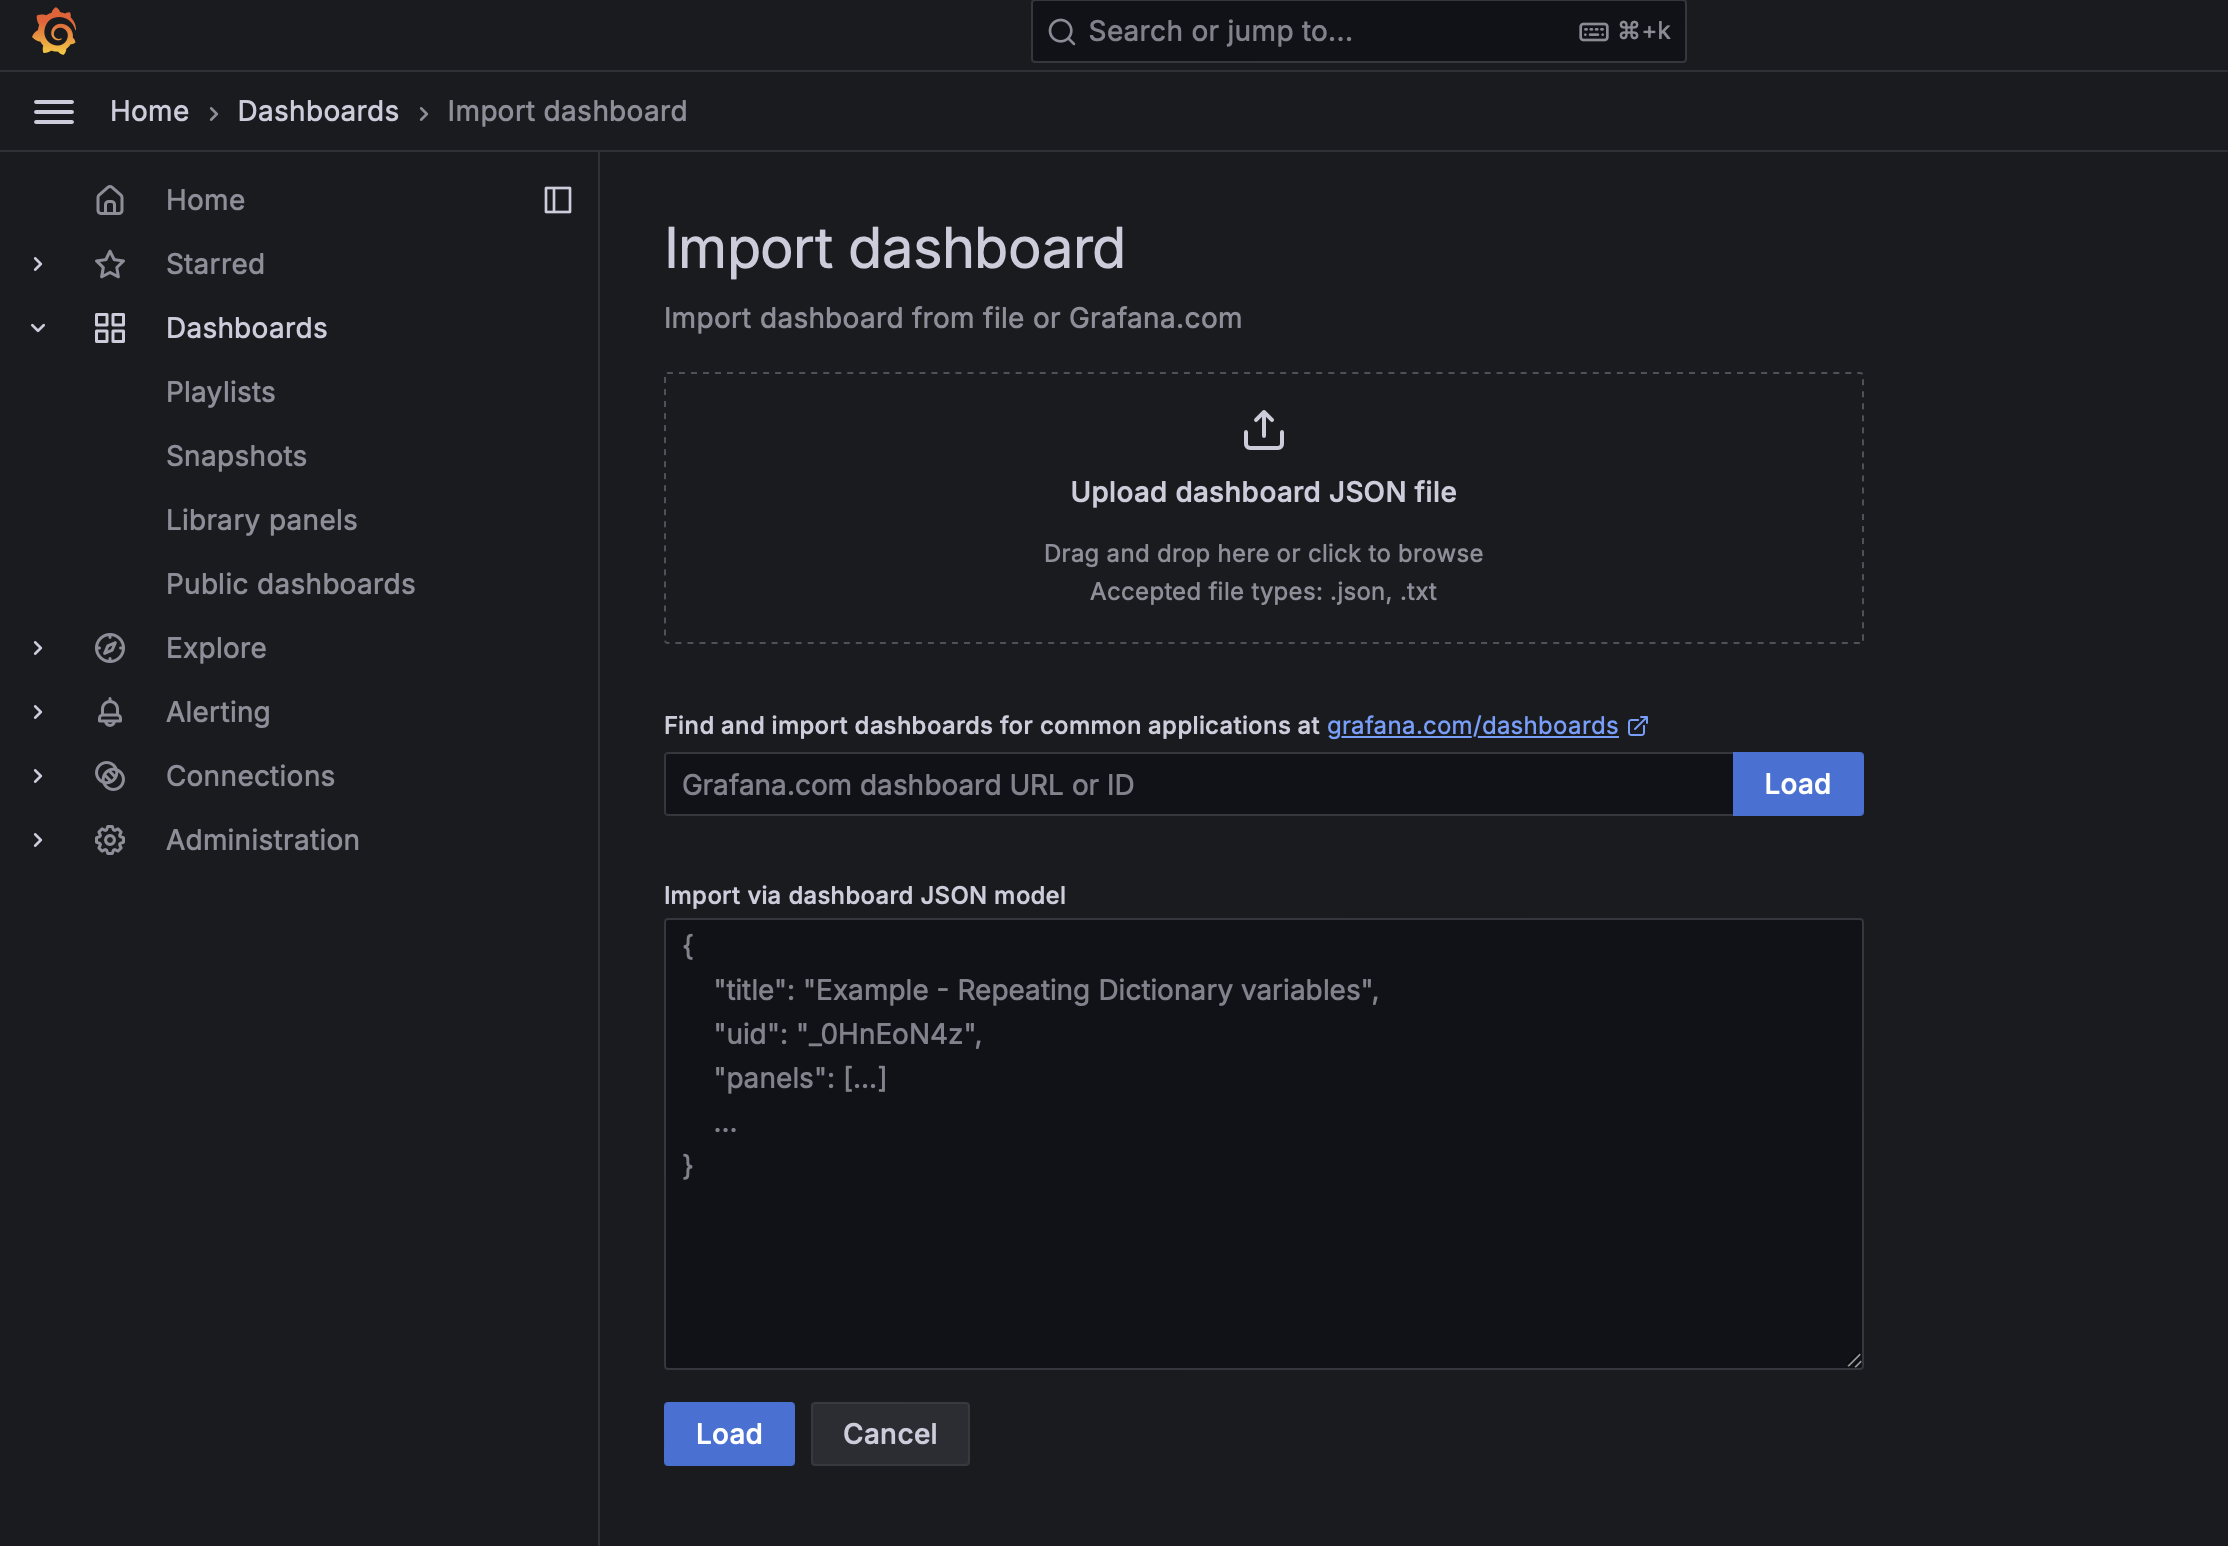 Search or jump to...
⌘+k
Home › Dashboards › Import dashboard
Home
Starred
Dashboards
Playlists
Snapshots
Library panels
Public dashboards
Explore
Alerting
Connections
Administration
Import dashboard
Import dashboard from file or Grafana.com
Upload dashboard JSON file
Drag and drop here or click to browse
Accepted file types: .json, .txt
Find and import dashboards for common applications at grafana.com/dashboards
Grafana.com dashboard URL or ID
Load
Import via dashboard JSON model
{
"title": "Example - Repeating Dictionary variables",
"uid": "_0HnEoN4z",
"panels": [...]
...
}
Load
Cancel